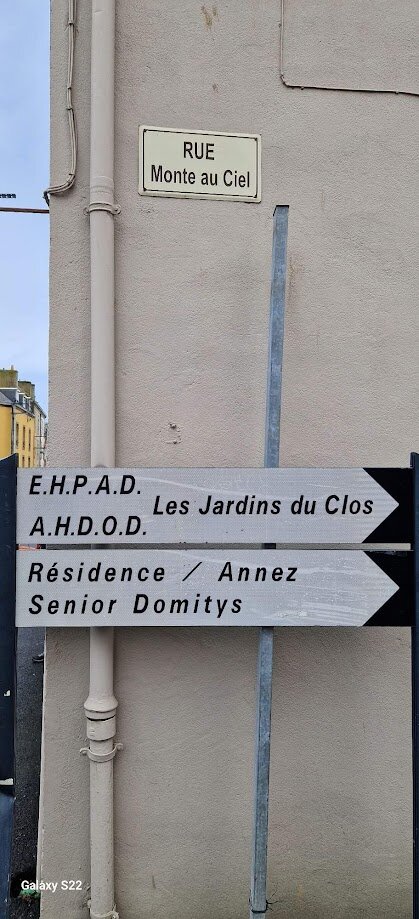 RUE
Monte au Ciel
E.H.P.A.D.
A.H.D.O.D.
Les Jardins du Clos
Résidence / Annez
Senior Domitys
Galaxy S22